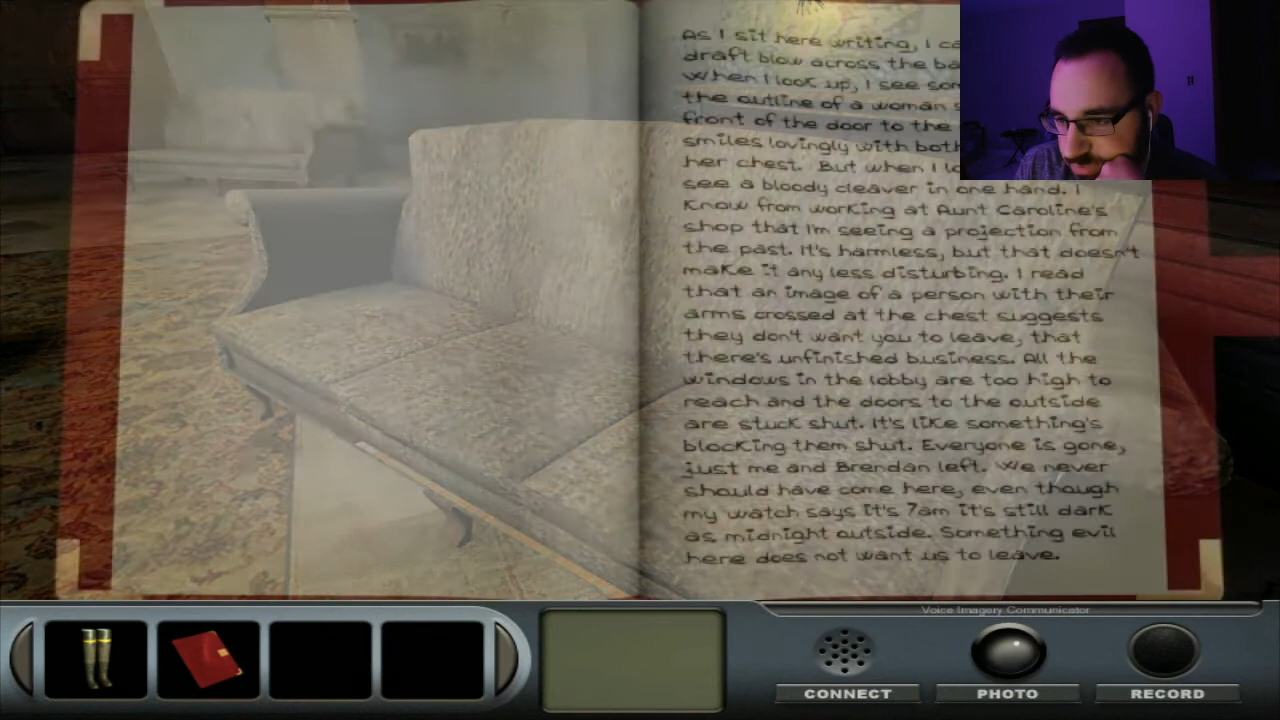 As I sit here writing, I
draft blow across the
When I look up, I see
the outline of a woman
front of the door to the
smiles lovingly with both
her chest. But when I
see a bloody cleaver in one hand. I
know from working at Aunt Caroline's
shop that I'm seeing a projection from
the past. It's harmless, but that doesn't
make it any less disturbing. I read
that an image of a person with their
arms crossed at the chest suggests
they don't want you to leave, that
there's unfinished business. All the
windows in the lobby are too high to
reach and the doors to the outside
are stuck shut. It's like something's
blocking them shut. Everyone is gone,
just me and Brendan left. We never
should have come here, even though
my watch says it's 7am it's still dark
as midnight outside. Something evil
here does not want us to leave.
Voice Imagery Communicator
CONNECT
PHOTO
RECORD